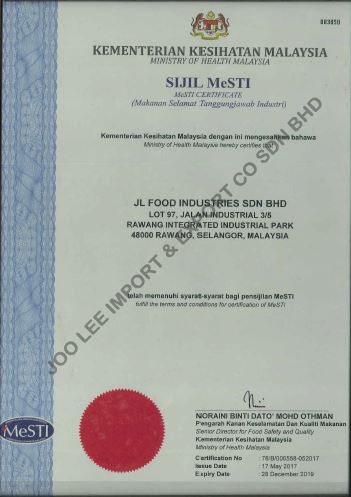 883850
KEMENTERIAN KESIHATAN MALAYSIA
MINISTRY OF HEALTH MALAYSIA
SIJIL MeSTI
MeSTI CERTIFICATE
(Makanan Selamat Tanggungjawab Industri)
Kementerian Kesihatan Malaysia dengan ini mengesahkan bahawa
Ministry of Health Malaysia hereby certifies that
JL FOOD INDUSTRIES SDN BHD
LOT 97, JALAN INDUSTRIAL 3/5
RAWANG INTEGRATED INDUSTRIAL PARK
48000 RAWANG, SELANGOR, MALAYSIA
JOO LEE IMPORT & EXPORT CO SDN BHD
telah memenuhi syarat-syarat bagi pensijilan MeSTI
fulfill the terms and conditions for certification of MeSTI
NORAINI BINTI DATO' MOHD OTHMAN
Pengarah Kanan Keselamatan Dan Kualiti Makanan
Senior Director for Food Safety and Quality
Kementerian Kesihatan Malaysia
Ministry of Health Malaysia
Certification No : 78/B/000558-052017
Issue Date : 17 May 2017
Expiry Date : 28 December 2019
MeSTI